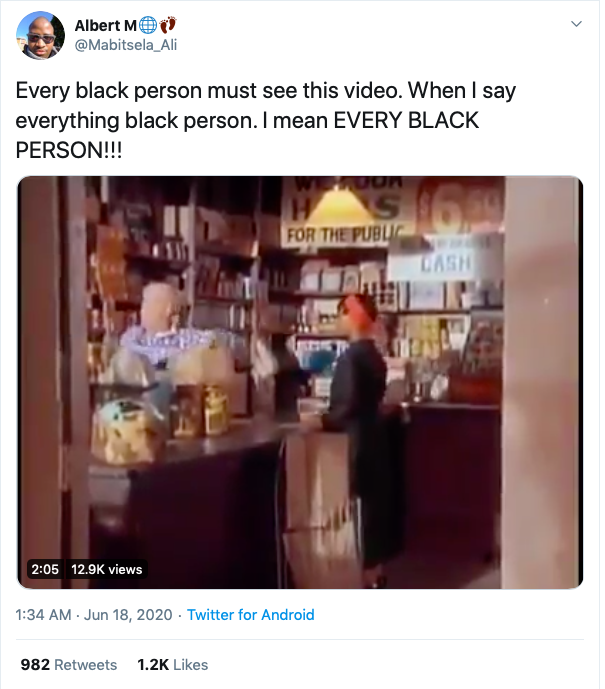 Albert M
@Mabitsela_Ali
Every black person must see this video. When I say
everything black person. I mean EVERY BLACK
PERSON!!!
FOR THE PUBLIC
CASH
2:05 12.9K views
1:34 AM · Jun 18, 2020 · Twitter for Android
982 Retweets 1.2K Likes